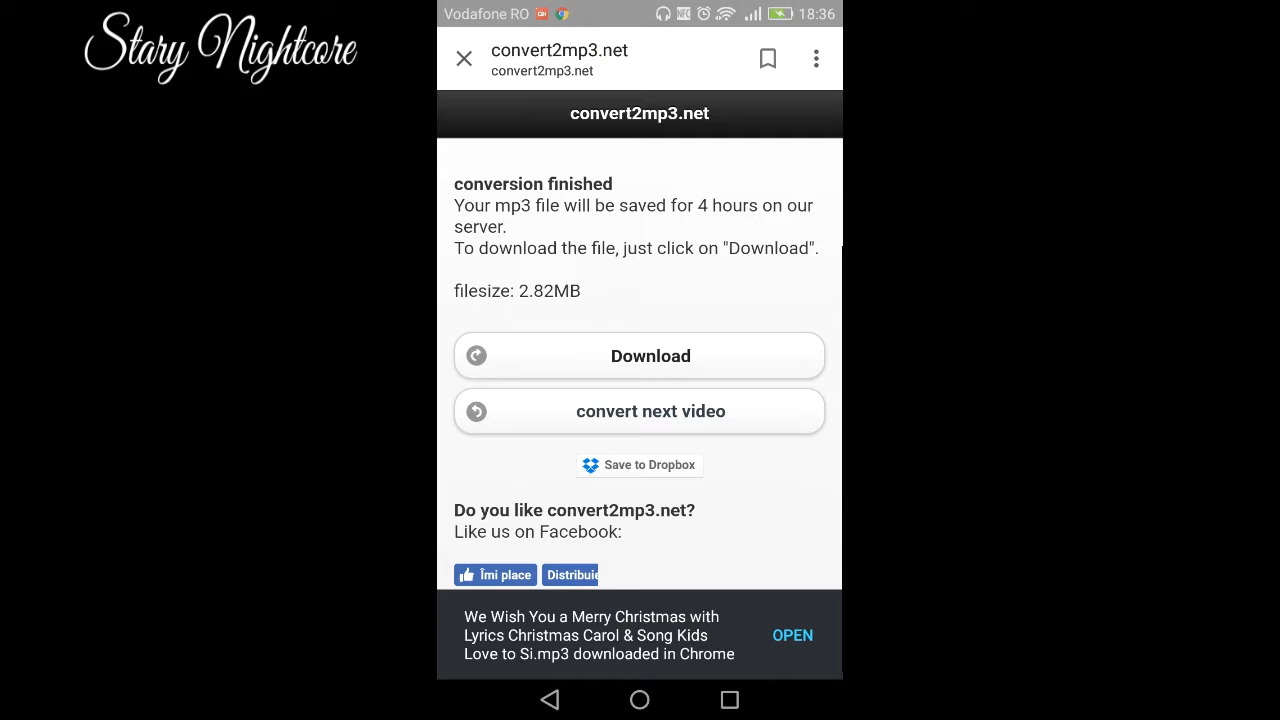 Stary Nightcore
Vodafone RO
18:36
convert2mp3.net
convert2mp3.net
convert2mp3.net
conversion finished
Your mp3 file will be saved for 4 hours on our
server.
To download the file, just click on "Download".
filesize: 2.82MB
Download
convert next video
Save to Dropbox
Do you like convert2mp3.net?
Like us on Facebook:
Îmi place
Distribuie
We Wish You a Merry Christmas with
Lyrics Christmas Carol & Song Kids
Love to Si.mp3 downloaded in Chrome
OPEN